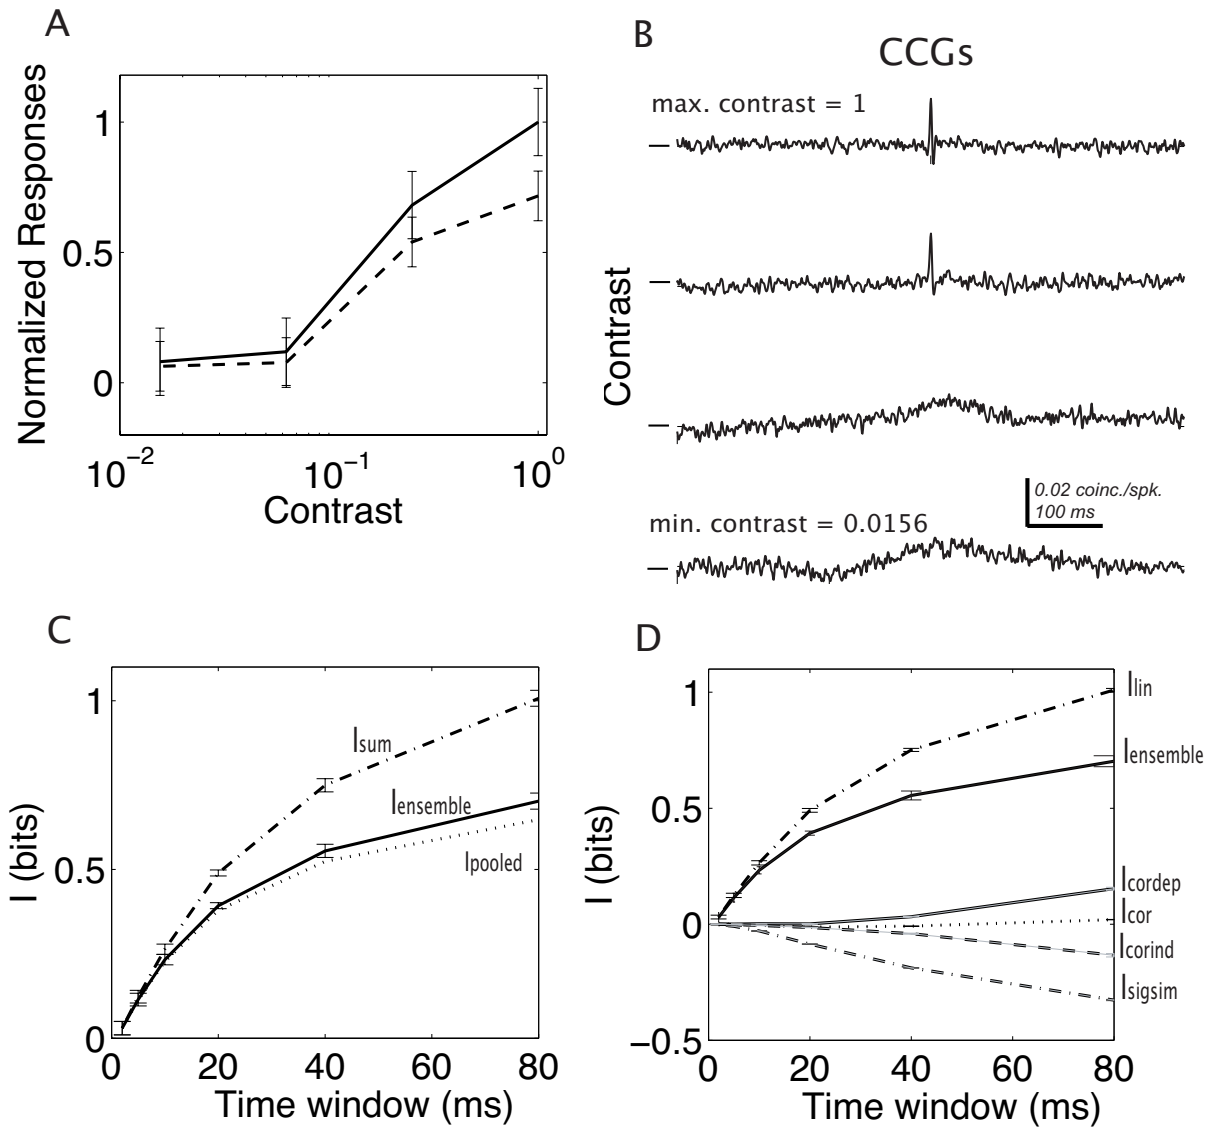 A
Normalized Responses
1
0.5
0
10−2
10−1
100
Contrast
B
CCGs
Contrast
max. contrast = 1
0.02 coinc./spk.
100 ms
min. contrast = 0.0156
C
I (bits)
1
0.5
0
Isum
Iensemble
Ipooled
0 20 40 60 80
Time window (ms)
D
I (bits)
1
0.5
0
−0.5
Ilin
Iensemble
Icordep
Icor
Icorind
Isigsim
0 20 40 60 80
Time window (ms)